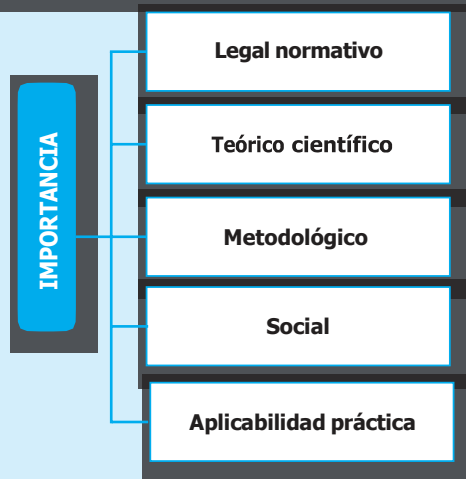 IMPORTANCIA
Legal normativo
Teórico científico
Metodológico
Social
Aplicabilidad práctica